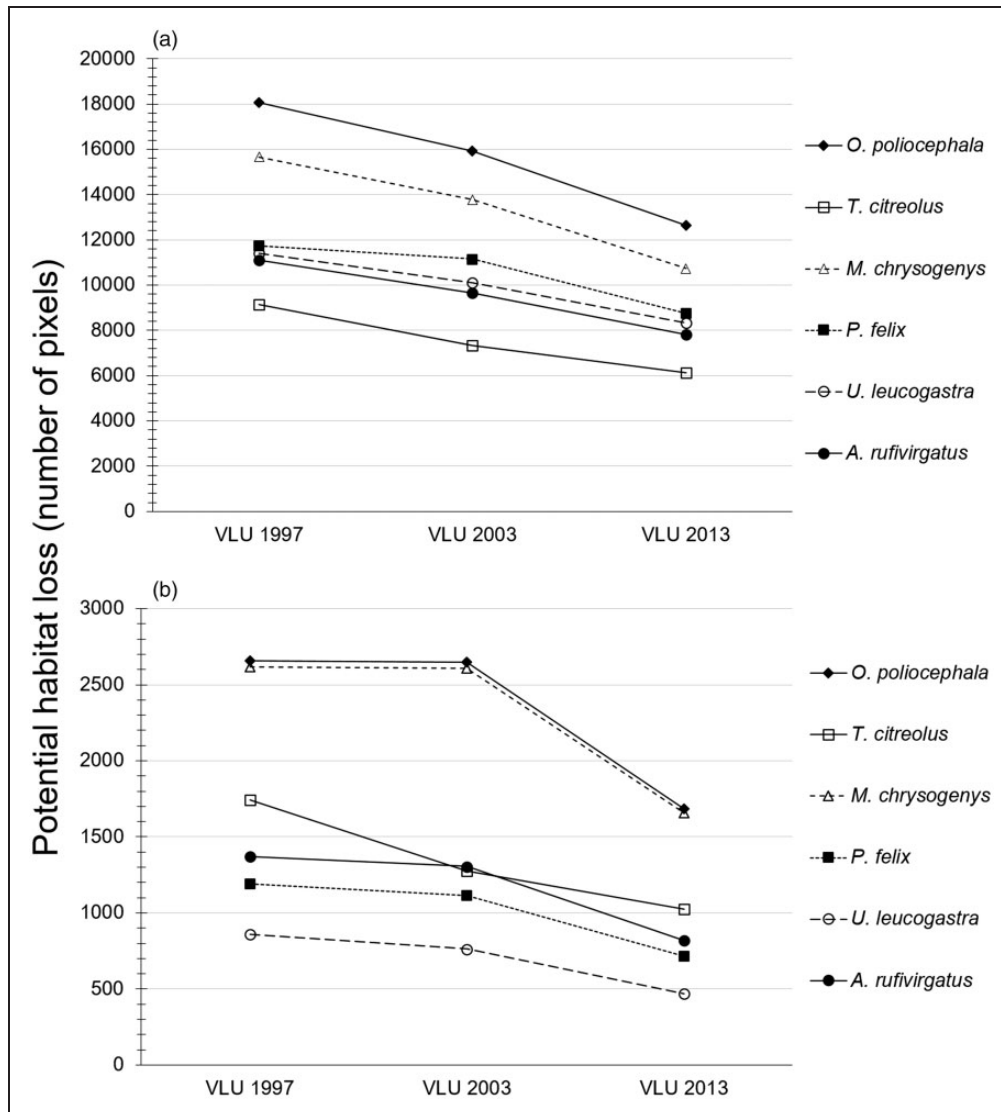 Potential habitat loss (number of pixels)
(a)
20000
18000
16000
14000
12000
10000
8000
6000
4000
2000
0
VLU 1997 VLU 2003 VLU 2013
O. poliocephala
T. citreolus
M. chrysogenys
P. felix
U. leucogastra
A. rufivirgatus
(b)
3000
2500
2000
1500
1000
500
0
VLU 1997 VLU 2003 VLU 2013
O. poliocephala
T. citreolus
M. chrysogenys
P. felix
U. leucogastra
A. rufivirgatus